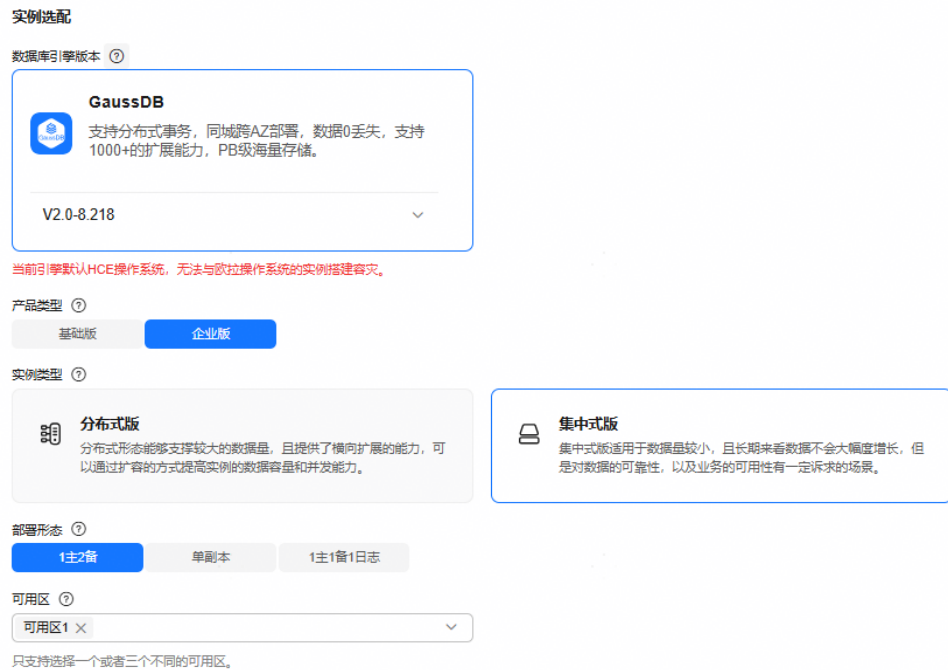 实例选配
数据库引擎版本 ?
GaussDB
GaussDB
支持分布式事务，同城跨AZ部署，数据0丢失，支持
1000+的扩展能力，PB级海量存储。
V2.0-8.218
当前引擎默认HCE操作系统，无法与欧拉操作系统的实例搭建容灾。
产品类型 ?
基础版 企业版
实例类型 ?
分布式版
分布式形态能够支撑较大的数据量，且提供了横向扩展的能力，可
以通过扩容的方式提高实例的数据容量和并发能力。
集中式版
集中式版适用于数据量较小，且长期来看数据不会大幅度增长，但
是对数据的可靠性，以及业务的可用性有一定诉求的场景。
部署形态 ?
1主2备 单副本 1主1备1日志
可用区 ?
可用区1 ×
只支持选择一个或者三个不同的可用区。